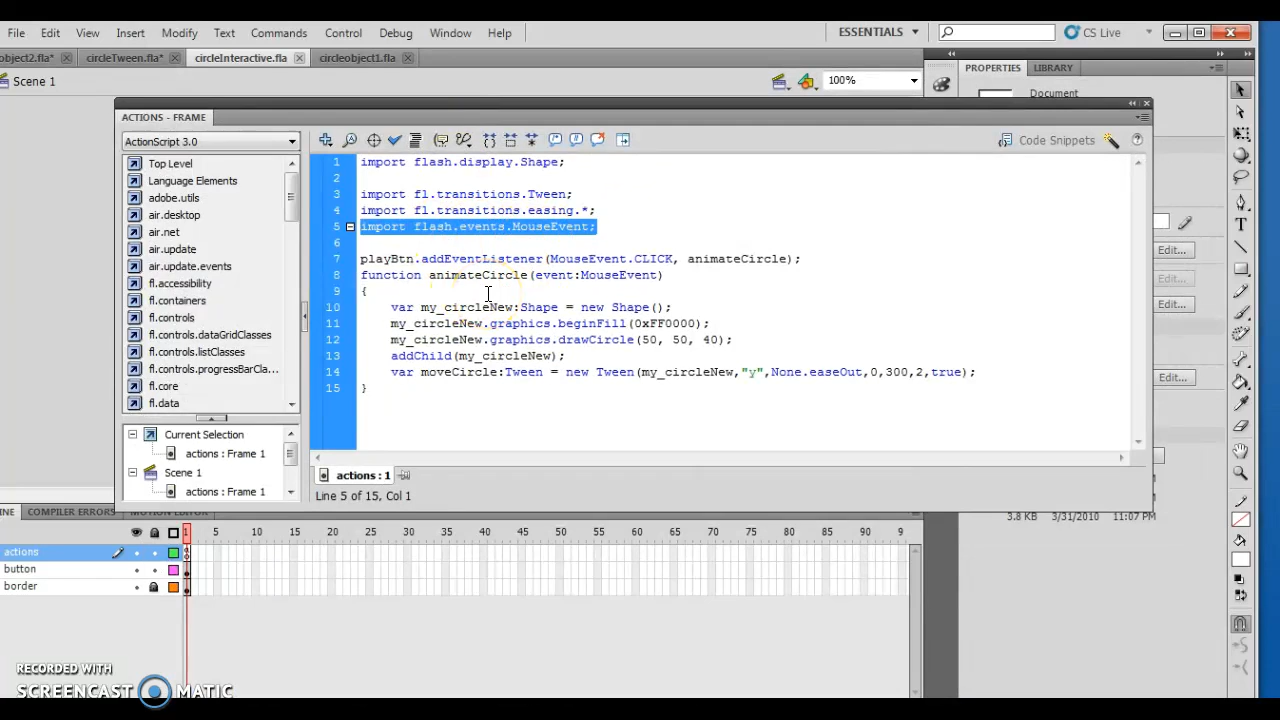 File Edit View Insert Modify Text Commands Control Debug Window Help ESSENTIALS CS Live
object2.fla* circleTween.fla* circleInteractive.fla circleobject1.fla
PROPERTIES LIBRARY
Scene 1 100%
Document
ACTIONS - FRAME
ActionScript 3.0
Code Snippets
Top Level
Language Elements
adobe.utils
air.desktop
air.net
air.update
air.update.events
fl.accessibility
fl.containers
fl.controls
fl.controls.dataGridClasses
fl.controls.listClasses
fl.controls.progressBarCla...
fl.core
fl.data
Current Selection
actions : Frame 1
Scene 1
actions : Frame 1
1 import flash.display.Shape;
2
3 import fl.transitions.Tween;
4 import fl.transitions.easing.*;
5 import flash.events.MouseEvent;
6
7 playBtn.addEventListener(MouseEvent.CLICK, animateCircle);
8 function animateCircle(event:MouseEvent)
9 {
10 var my_circleNew:Shape = new Shape();
11 my_circleNew.graphics.beginFill(0xFF0000);
12 my_circleNew.graphics.drawCircle(50, 50, 40);
13 addChild(my_circleNew);
14 var moveCircle:Tween = new Tween(my_circleNew,"y",None.easeOut,0,300,2,true);
15 }
actions : 1
Line 5 of 15, Col 1
INE COMPILER ERRORS MOTION EDITOR
3.8 KB 3/31/2010 11:07 PM
1 5 10 15 20 25 30 35 40 45 50 55 60 65 70 75 80 85 90 9
actions
button
border
RECORDED WITH
SCREENCAST MATIC